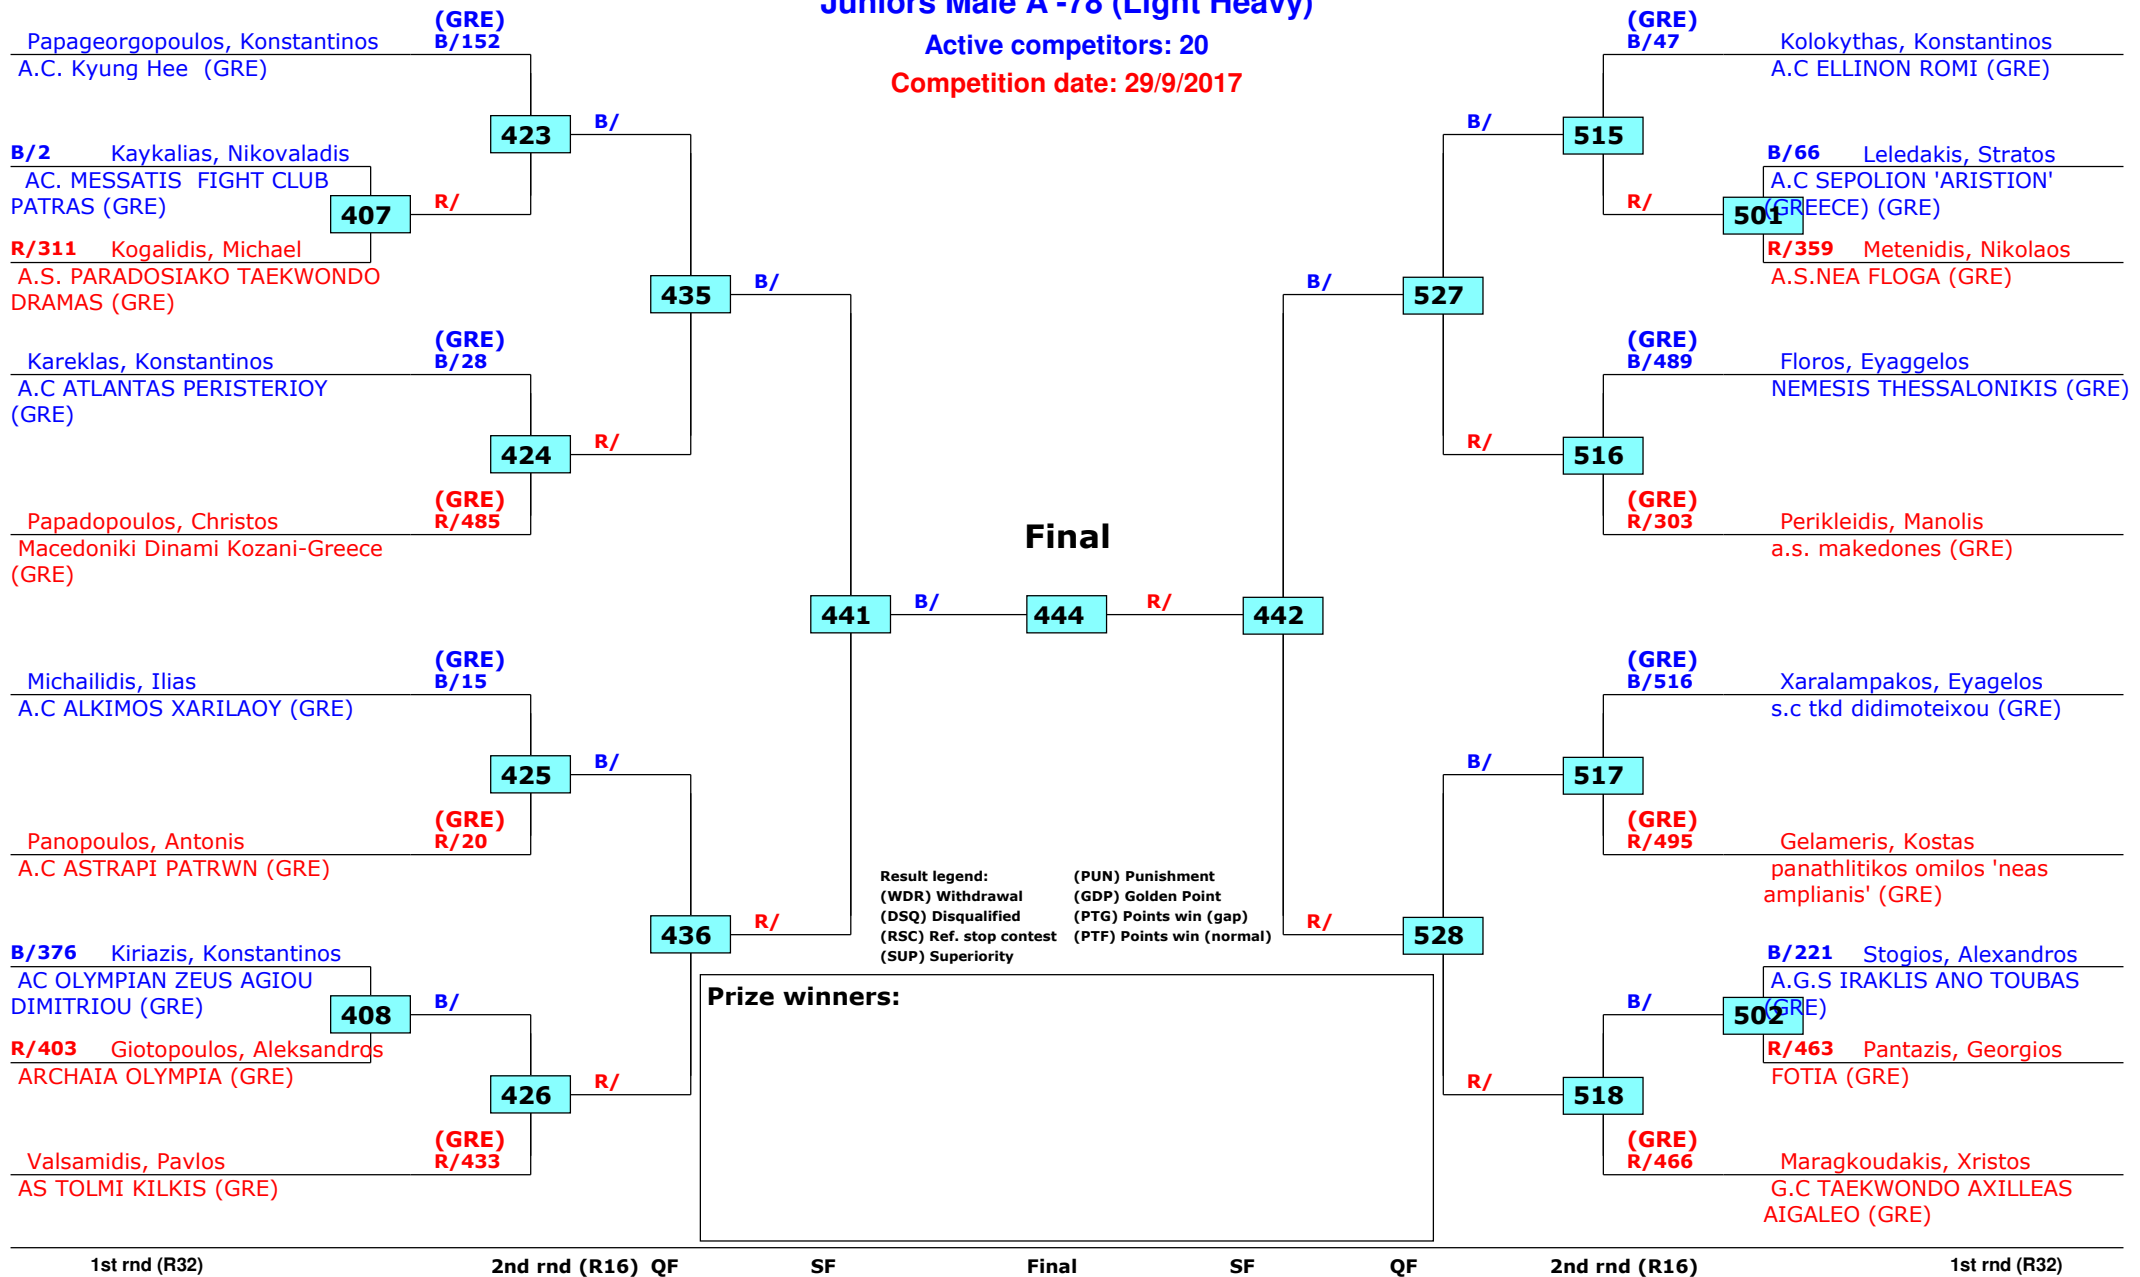 Juniors Male A -78 (Light Heavy)
Active competitors: 20
Competition date: 29/9/2017
(GRE)
Papageorgopoulos, Konstantinos B/152
A.C. Kyung Hee (GRE)
423
B/
B/2 Kaykalias, Nikovaladis
AC. MESSATIS FIGHT CLUB
PATRAS (GRE)
407
R/
R/311 Kogalidis, Michael
A.S. PARADOSIAKO TAEKWONDO
DRAMAS (GRE)
435
B/
(GRE)
Kareklas, Konstantinos B/28
A.C ATLANTAS PERISTERIOY
(GRE)
424
R/
(GRE)
Papadopoulos, Christos R/485
Macedoniki Dinami Kozani-Greece
(GRE)
441
B/
(GRE)
Michailidis, Ilias B/15
A.C ALKIMOS XARILAOY (GRE)
425
B/
(GRE)
Panopoulos, Antonis R/20
A.C ASTRAPI PATRWN (GRE)
436
R/
B/376 Kiriazis, Konstantinos
AC OLYMPIAN ZEUS AGIOU
DIMITRIOU (GRE)
408
B/
R/403 Giotopoulos, Aleksandros
ARCHAIA OLYMPIA (GRE)
426
R/
(GRE)
Valsamidis, Pavlos R/433
AS TOLMI KILKIS (GRE)
Final
444
R/
442
(GRE)
B/47 Kolokythas, Konstantinos
A.C ELLINON ROMI (GRE)
B/
515
B/66 Leledakis, Stratos
A.C SEPOLION 'ARISTION'
(GREECE) (GRE)
R/
501
R/359 Metenidis, Nikolaos
A.S.NEA FLOGA (GRE)
B/
527
(GRE)
B/489 Floros, Eyaggelos
NEMESIS THESSALONIKIS (GRE)
R/
516
(GRE)
R/303 Perikleidis, Manolis
a.s. makedones (GRE)
(GRE)
B/516 Xaralampakos, Eyagelos
s.c tkd didimoteixou (GRE)
B/
517
(GRE)
R/495 Gelameris, Kostas
panathlitikos omilos 'neas
amplianis' (GRE)
R/
528
B/221 Stogios, Alexandros
A.G.S IRAKLIS ANO TOUBAS
(GRE)
B/
502
R/463 Pantazis, Georgios
FOTIA (GRE)
R/
518
(GRE)
R/466 Maragkoudakis, Xristos
G.C TAEKWONDO AXILLEAS
AIGALEO (GRE)
Result legend: (PUN) Punishment
(WDR) Withdrawal (GDP) Golden Point
(DSQ) Disqualified (PTG) Points win (gap)
(RSC) Ref. stop contest (PTF) Points win (normal)
(SUP) Superiority
Prize winners:
1st rnd (R32) 2nd rnd (R16) QF SF Final SF QF 2nd rnd (R16) 1st rnd (R32)